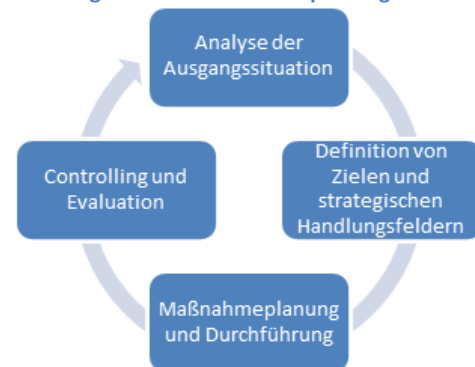 Analyse der
Ausgangssituation
Definition von
Zielen und
strategischen
Handlungsfeldern
Maßnahmeplanung
und Durchführung
Controlling und
Evaluation